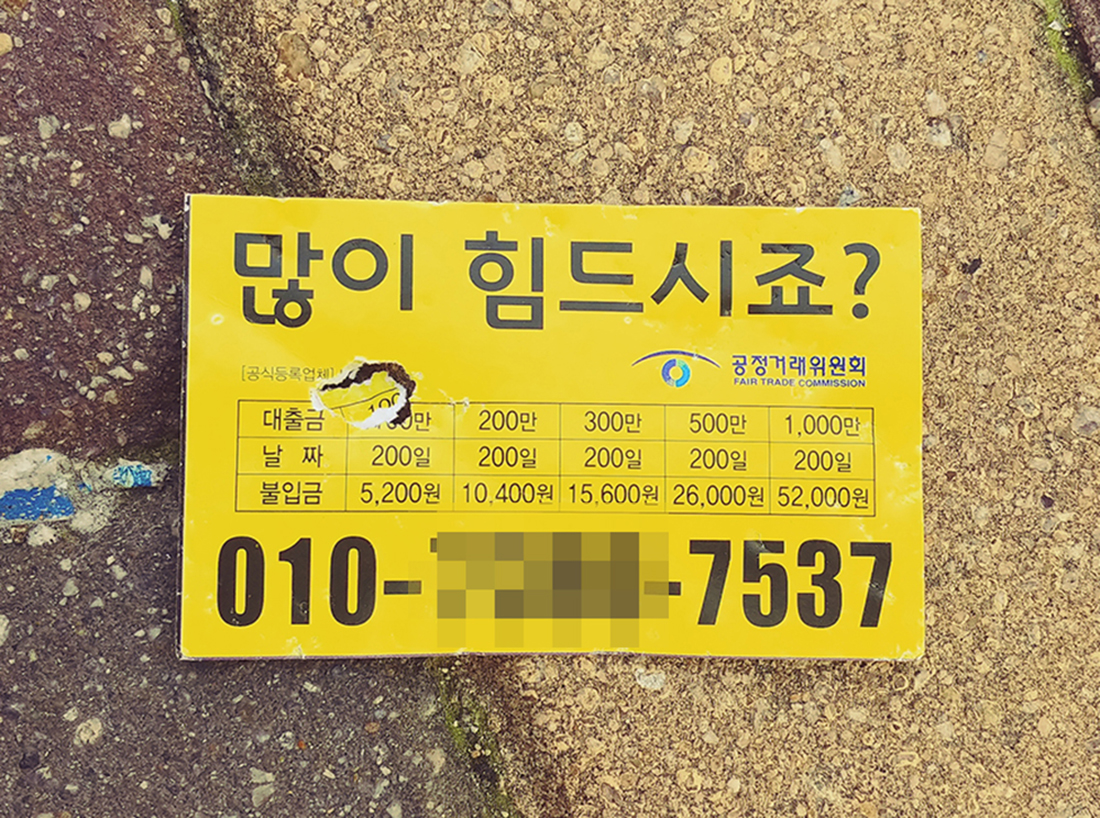 많이 힘드시죠?
[공식등록업체]
공정거래위원회
FAIR TRADE COMMISSION
대출금 100만 200만 300만 500만 1,000만
날 짜 200일 200일 200일 200일 200일
불입금 5,200원 10,400원 15,600원 26,000원 52,000원
010- -7537